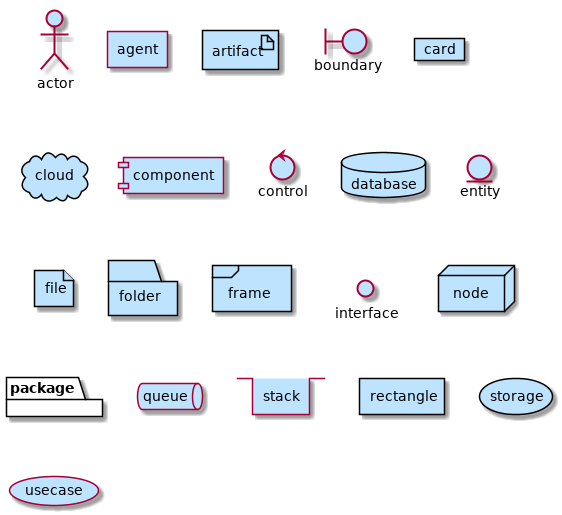 actor
agent
artifact
boundary
card
cloud
component
control
database
entity
file
folder
frame
interface
node
package
queue
stack
rectangle
storage
usecase